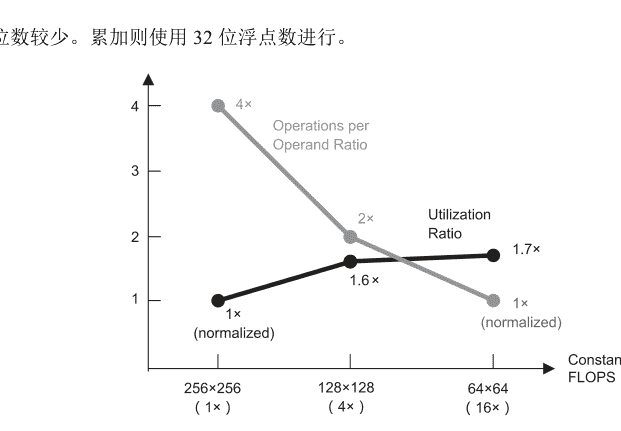 位数较少。累加则使用 32 位浮点数进行。
4
4×
Operations per
Operand Ratio
3
2
2×
Utilization
Ratio
1.7×
1.6×
1
1×
(normalized)
1×
(normalized)
Constan
FLOPS
256×256
(1×)
128×128
(4×)
64×64
(16×)